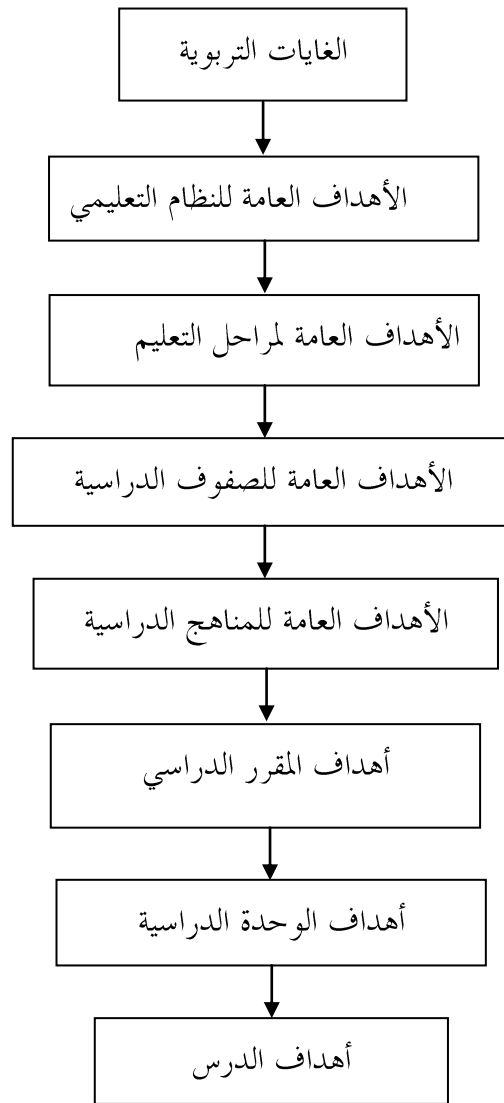 الغايات التربوية
الأهداف العامة للنظام التعليمي
الأهداف العامة لمراحل التعليم
الأهداف العامة للصفوف الدراسية
الأهداف العامة للمناهج الدراسية
أهداف المقرر الدراسي
أهداف الوحدة الدراسية
أهداف الدرس